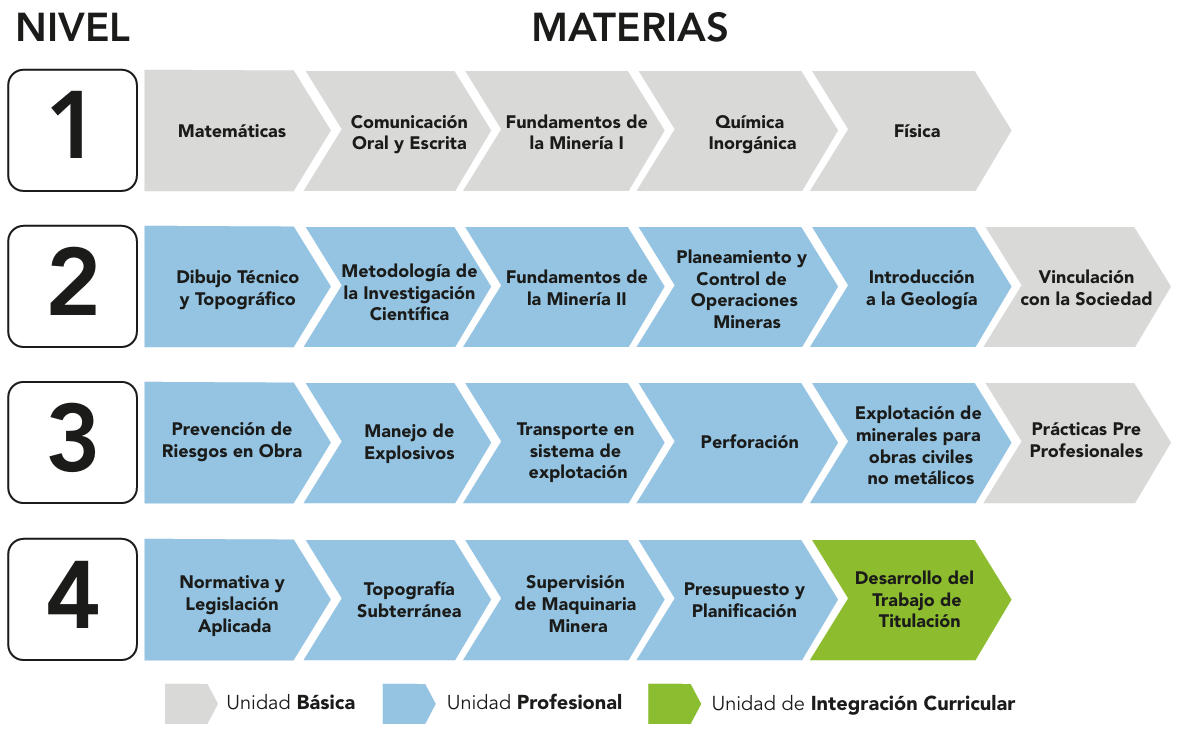 NIVEL
MATERIAS
1
Matemáticas
Comunicación
Oral y Escrita
Fundamentos de
la Minería I
Química
Inorgánica
Física
2
Dibujo Técnico
y Topográfico
Metodología de
la Investigación
Científica
Fundamentos de
la Minería II
Planeamiento y
Control de
Operaciones
Mineras
Introducción
a la Geología
Vinculación
con la Sociedad
3
Prevención de
Riesgos en Obra
Manejo de
Explosivos
Transporte en
sistema de
explotación
Perforación
Explotación de
minerales para
obras civiles
no metálicos
Prácticas Pre
Profesionales
4
Normativa y
Legislación
Aplicada
Topografía
Subterránea
Supervisión
de Maquinaria
Minera
Presupuesto y
Planificación
Desarrollo del
Trabajo de
Titulación
Unidad Básica
Unidad Profesional
Unidad de Integración Curricular